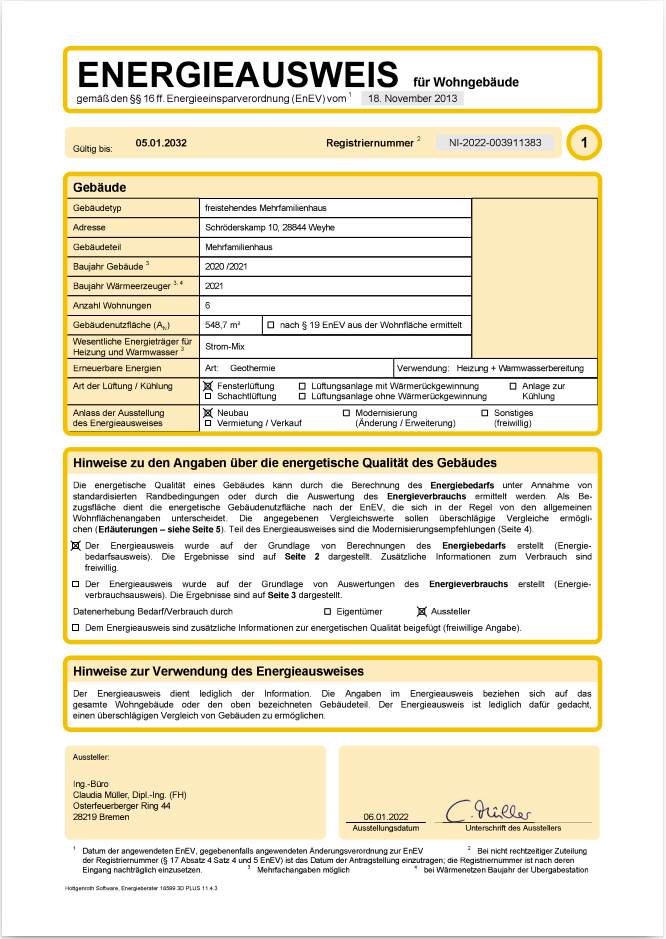 ENERGIEAUSWEIS für Wohngebäude
gemäß den §§ 16 ff. Energieeinsparverordnung (EnEV) vom 1 18. November 2013
Gültig bis: 05.01.2032 Registriernummer 2 NI-2022-003911383 1
Gebäude
Gebäudetyp freistehendes Mehrfamilienhaus
Adresse Schröderskamp 10, 28844 Weyhe
Gebäudeteil Mehrfamilienhaus
Baujahr Gebäude 3 2020 /2021
Baujahr Wärmeerzeuger 3, 4 2021
Anzahl Wohnungen 6
Gebäudenutzfläche (AN) 548,7 m² ☐ nach § 19 EnEV aus der Wohnfläche ermittelt
Wesentliche Energieträger für
Heizung und Warmwasser 3 Strom-Mix
Erneuerbare Energien Art: Geothermie Verwendung: Heizung + Warmwasserbereitung
Art der Lüftung / Kühlung ☒ Fensterlüftung ☐ Lüftungsanlage mit Wärmerückgewinnung ☐ Anlage zur
☐ Schachtlüftung ☐ Lüftungsanlage ohne Wärmerückgewinnung Kühlung
Anlass der Ausstellung ☒ Neubau ☐ Modernisierung ☐ Sonstiges
des Energieausweises ☐ Vermietung / Verkauf (Änderung / Erweiterung) (freiwillig)
Hinweise zu den Angaben über die energetische Qualität des Gebäudes
Die energetische Qualität eines Gebäudes kann durch die Berechnung des Energiebedarfs unter Annahme von
standardisierten Randbedingungen oder durch die Auswertung des Energieverbrauchs ermittelt werden. Als Be-
zugsfläche dient die energetische Gebäudenutzfläche nach der EnEV, die sich in der Regel von den allgemeinen
Wohnflächenangaben unterscheidet. Die angegebenen Vergleichswerte sollen überschlägige Vergleiche ermögli-
chen (Erläuterungen – siehe Seite 5). Teil des Energieausweises sind die Modernisierungsempfehlungen (Seite 4).
☒ Der Energieausweis wurde auf der Grundlage von Berechnungen des Energiebedarfs erstellt (Energie-
bedarfsausweis). Die Ergebnisse sind auf Seite 2 dargestellt. Zusätzliche Informationen zum Verbrauch sind
freiwillig.
☐ Der Energieausweis wurde auf der Grundlage von Auswertungen des Energieverbrauchs erstellt (Energie-
verbrauchsausweis). Die Ergebnisse sind auf Seite 3 dargestellt.
Datenerhebung Bedarf/Verbrauch durch ☐ Eigentümer ☒ Aussteller
☐ Dem Energieausweis sind zusätzliche Informationen zur energetischen Qualität beigefügt (freiwillige Angabe).
Hinweise zur Verwendung des Energieausweises
Der Energieausweis dient lediglich der Information. Die Angaben im Energieausweis beziehen sich auf das
gesamte Wohngebäude oder den oben bezeichneten Gebäudeteil. Der Energieausweis ist lediglich dafür gedacht,
einen überschlägigen Vergleich von Gebäuden zu ermöglichen.
Aussteller:
Ing.-Büro
Claudia Müller, Dipl.-Ing. (FH)
Osterfeuerberger Ring 44
28219 Bremen
06.01.2022 C. Müller
Ausstellungsdatum Unterschrift des Ausstellers
1 Datum der angewendeten EnEV, gegebenenfalls angewendeten Änderungsverordnung zur EnEV 2 Bei nicht rechtzeitiger Zuteilung
der Registriernummer (§ 17 Absatz 4 Satz 4 und 5 EnEV) ist das Datum der Antragstellung einzutragen; die Registriernummer ist nach deren
Eingang nachträglich einzusetzen. 3 Mehrfachangaben möglich 4 bei Wärmenetzen Baujahr der Übergabestation
Hottgenroth Software, Energieberater 18599 3D PLUS 11.4.3